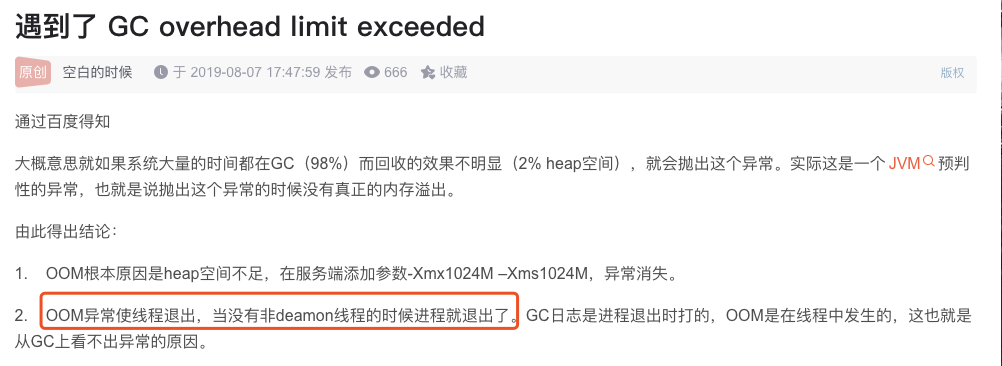 遇到了 GC overhead limit exceeded
原创 空白的时候 于 2019-08-07 17:47:59 发布 666 收藏 版权
通过百度得知
大概意思就如果系统大量的时间都在GC（98%）而回收的效果不明显（2% heap空间），就会抛出这个异常。实际这是一个 JVM 预判
性的异常，也就是说抛出这个异常的时候没有真正的内存溢出。
由此得出结论：
1. OOM根本原因是heap空间不足，在服务端添加参数-Xmx1024M –Xms1024M，异常消失。
2. OOM异常使线程退出，当没有非deamon线程的时候进程就退出了。GC日志是进程退出时打的，OOM是在线程中发生的，这也就是
从GC上看不出异常的原因。